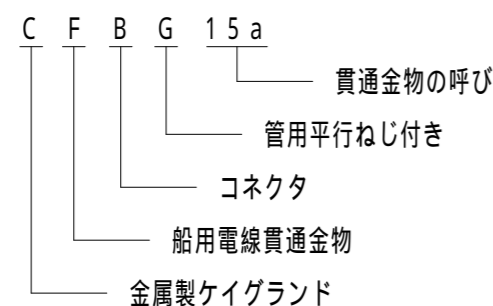 C F B G 15a
貫通金物の呼び
管用平行ねじ付き
コネクタ
船用電線貫通金物
金属製ケイグランド